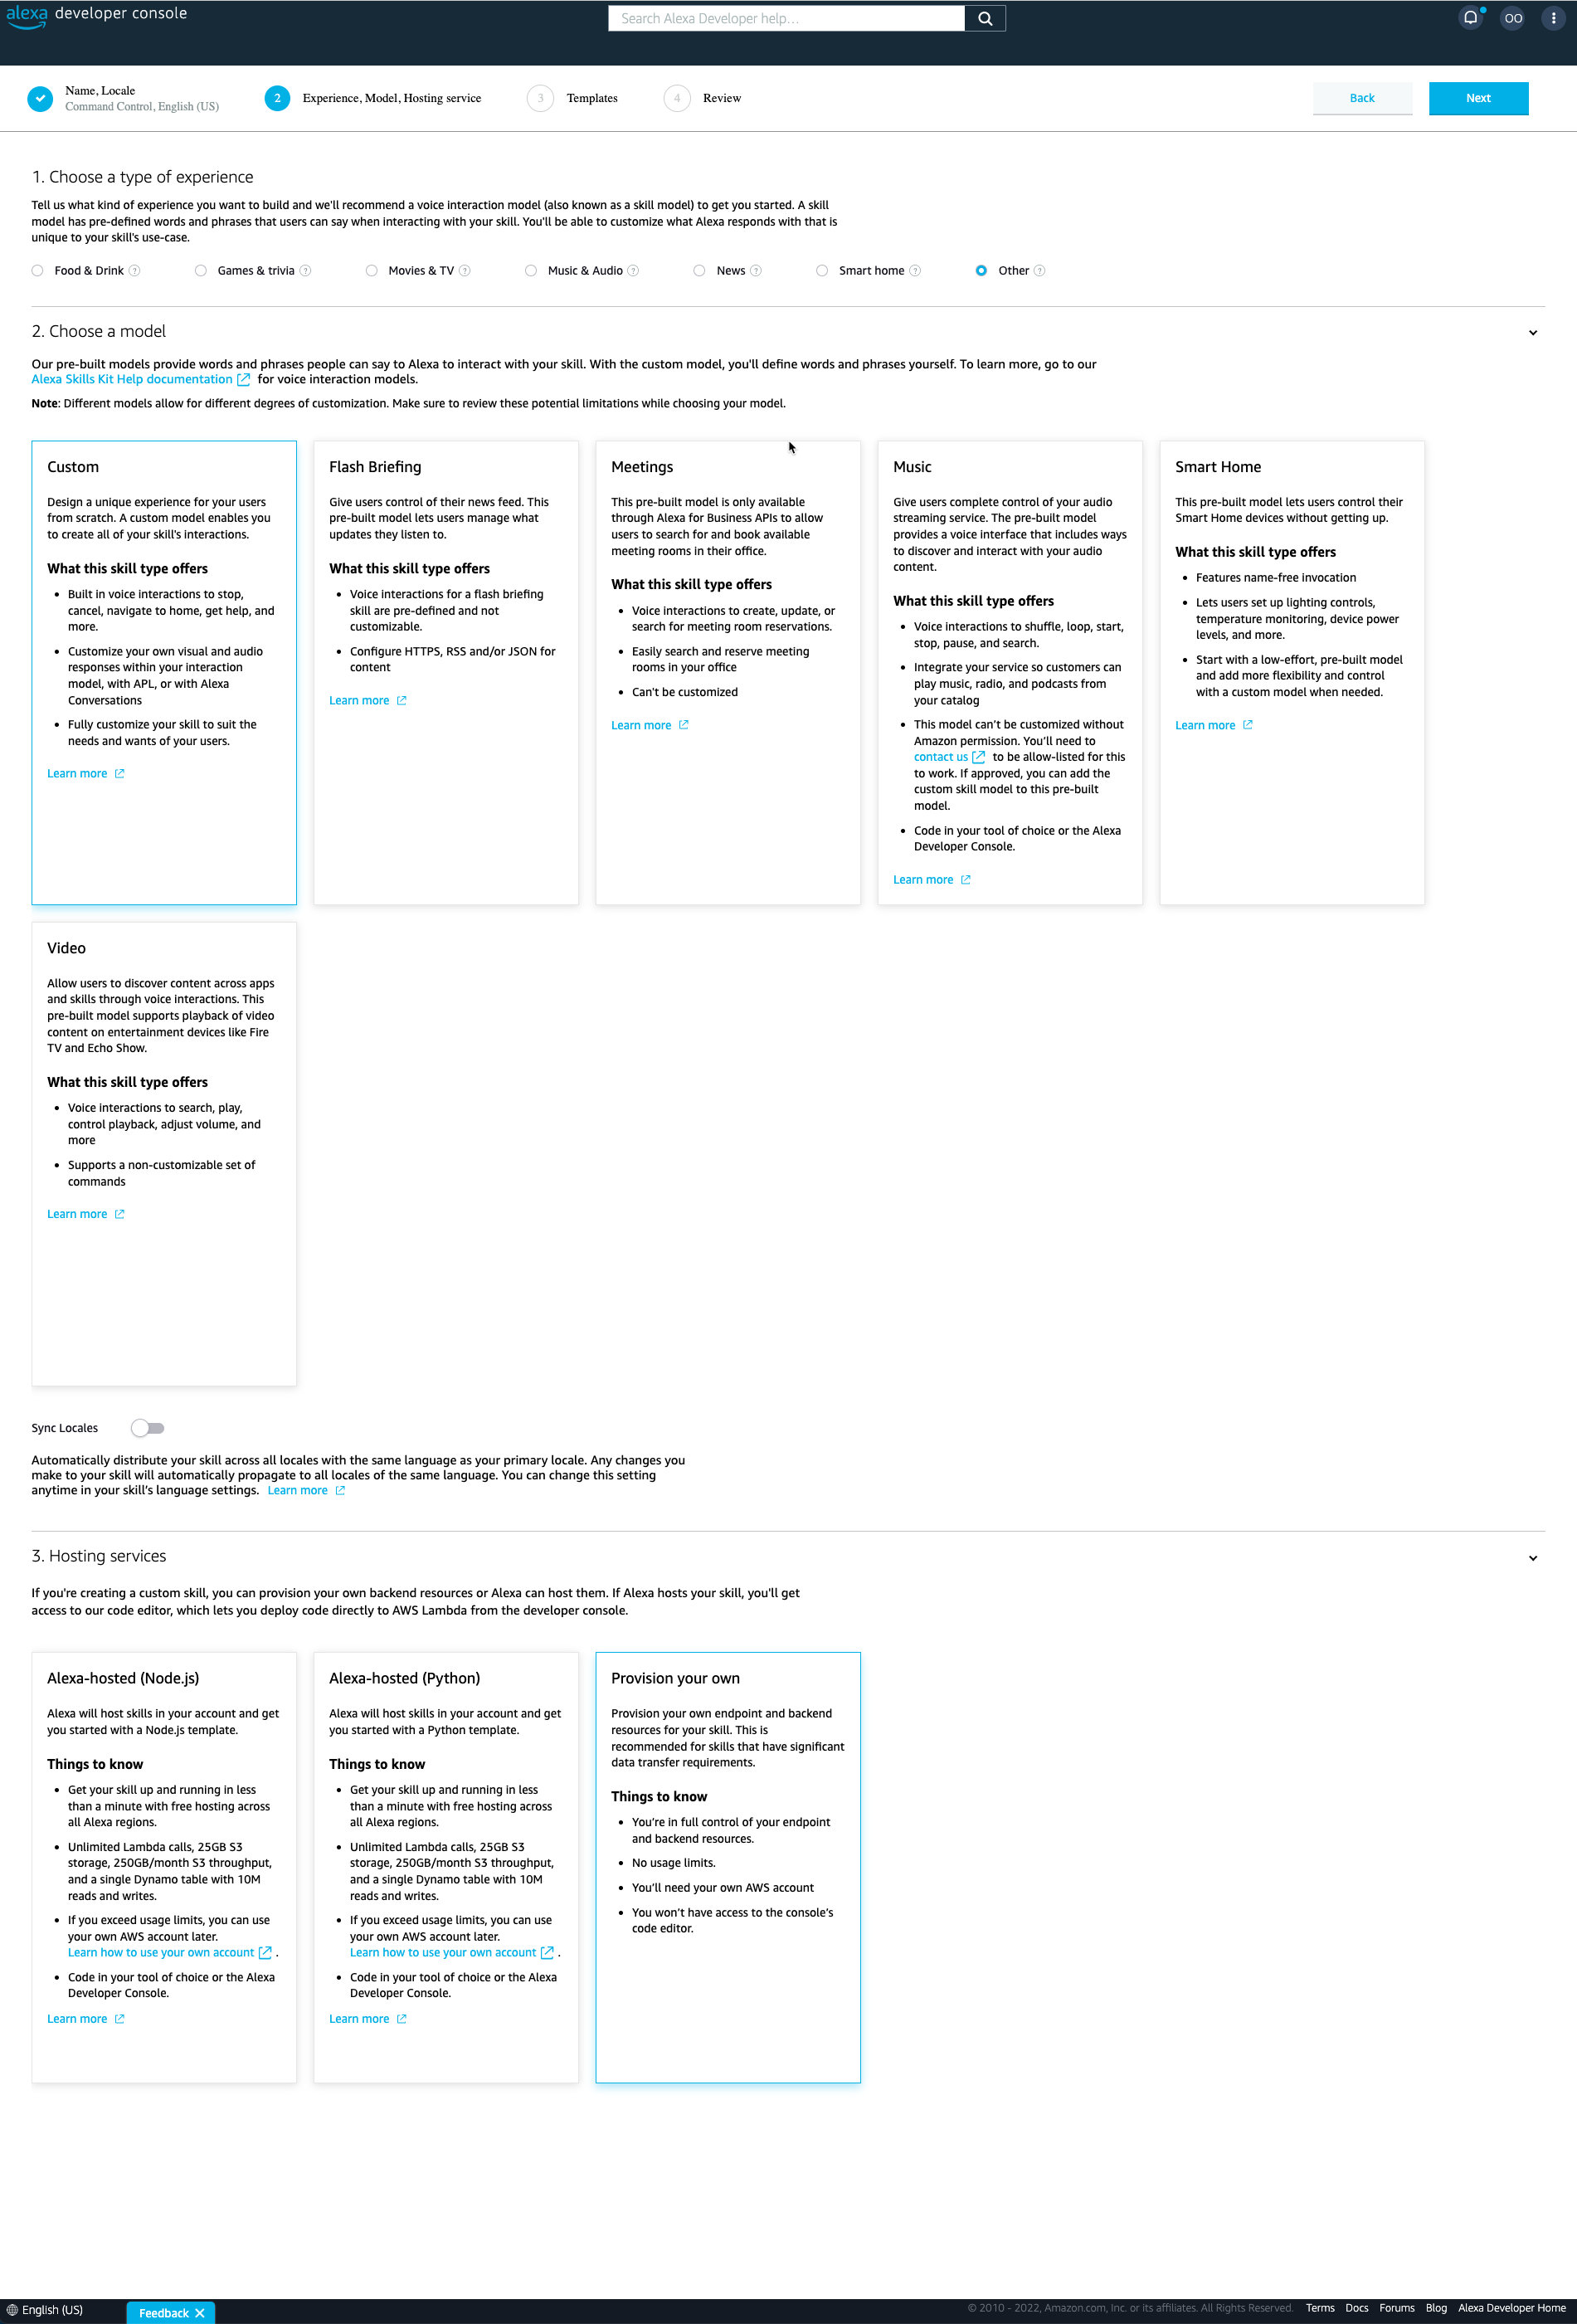 alexa developer console
Search Alexa Developer help...
OO
Name, Locale
Command Control, English (US)
2
Experience, Model, Hosting service
3
Templates
4
Review
Back
Next
1. Choose a type of experience
Tell us what kind of experience you want to build and we'll recommend a voice interaction model (also known as a skill model) to get you started. A skill
model has pre-defined words and phrases that users can say when interacting with your skill. You'll be able to customize what Alexa responds with that is
unique to your skill's use-case.
Food & Drink ?
Games & trivia ?
Movies & TV ?
Music & Audio ?
News ?
Smart home ?
Other ?
2. Choose a model
Our pre-built models provide words and phrases people can say to Alexa to interact with your skill. With the custom model, you'll define words and phrases yourself. To learn more, go to our
Alexa Skills Kit Help documentation for voice interaction models.
Note: Different models allow for different degrees of customization. Make sure to review these potential limitations while choosing your model.
Custom
Design a unique experience for your users
from scratch. A custom model enables you
to create all of your skill's interactions.
What this skill type offers
• Built in voice interactions to stop,
cancel, navigate to home, get help, and
more.
• Customize your own visual and audio
responses within your interaction
model, with APL, or with Alexa
Conversations
• Fully customize your skill to suit the
needs and wants of your users.
Learn more
Flash Briefing
Give users control of their news feed. This
pre-built model lets users manage what
updates they listen to.
What this skill type offers
• Voice interactions for a flash briefing
skill are pre-defined and not
customizable.
• Configure HTTPS, RSS and/or JSON for
content
Learn more
Meetings
This pre-built model is only available
through Alexa for Business APIs to allow
users to search for and book available
meeting rooms in their office.
What this skill type offers
• Voice interactions to create, update, or
search for meeting room reservations.
• Easily search and reserve meeting
rooms in your office
• Can't be customized
Learn more
Music
Give users complete control of your audio
streaming service. The pre-built model
provides a voice interface that includes ways
to discover and interact with your audio
content.
What this skill type offers
• Voice interactions to shuffle, loop, start,
stop, pause, and search.
• Integrate your service so customers can
play music, radio, and podcasts from
your catalog
• This model can't be customized without
Amazon permission. You'll need to
contact us to be allow-listed for this
to work. If approved, you can add the
custom skill model to this pre-built
model.
• Code in your tool of choice or the Alexa
Developer Console.
Learn more
Smart Home
This pre-built model lets users control their
Smart Home devices without getting up.
What this skill type offers
• Features name-free invocation
• Lets users set up lighting controls,
temperature monitoring, device power
levels, and more.
• Start with a low-effort, pre-built model
and add more flexibility and control
with a custom model when needed.
Learn more
Video
Allow users to discover content across apps
and skills through voice interactions. This
pre-built model supports playback of video
content on entertainment devices like Fire
TV and Echo Show.
What this skill type offers
• Voice interactions to search, play,
control playback, adjust volume, and
more
• Supports a non-customizable set of
commands
Learn more
Sync Locales
Automatically distribute your skill across all locales with the same language as your primary locale. Any changes you
make to your skill will automatically propagate to all locales of the same language. You can change this setting
anytime in your skill's language settings. Learn more
3. Hosting services
If you're creating a custom skill, you can provision your own backend resources or Alexa can host them. If Alexa hosts your skill, you'll get
access to our code editor, which lets you deploy code directly to AWS Lambda from the developer console.
Alexa-hosted (Node.js)
Alexa will host skills in your account and get
you started with a Node.js template.
Things to know
• Get your skill up and running in less
than a minute with free hosting across
all Alexa regions.
• Unlimited Lambda calls, 25GB S3
storage, 250GB/month S3 throughput,
and a single Dynamo table with 10M
reads and writes.
• If you exceed usage limits, you can use
your own AWS account later.
Learn how to use your own account .
• Code in your tool of choice or the Alexa
Developer Console.
Learn more
Alexa-hosted (Python)
Alexa will host skills in your account and get
you started with a Python template.
Things to know
• Get your skill up and running in less
than a minute with free hosting across
all Alexa regions.
• Unlimited Lambda calls, 25GB S3
storage, 250GB/month S3 throughput,
and a single Dynamo table with 10M
reads and writes.
• If you exceed usage limits, you can use
your own AWS account later.
Learn how to use your own account .
• Code in your tool of choice or the Alexa
Developer Console.
Learn more
Provision your own
Provision your own endpoint and backend
resources for your skill. This is
recommended for skills that have significant
data transfer requirements.
Things to know
• You're in full control of your endpoint
and backend resources.
• No usage limits.
• You'll need your own AWS account
• You won't have access to the console's
code editor.
English (US)
Feedback
© 2010 - 2022, Amazon.com, Inc. or its affiliates. All Rights Reserved. Terms Docs Forums Blog Alexa Developer Home